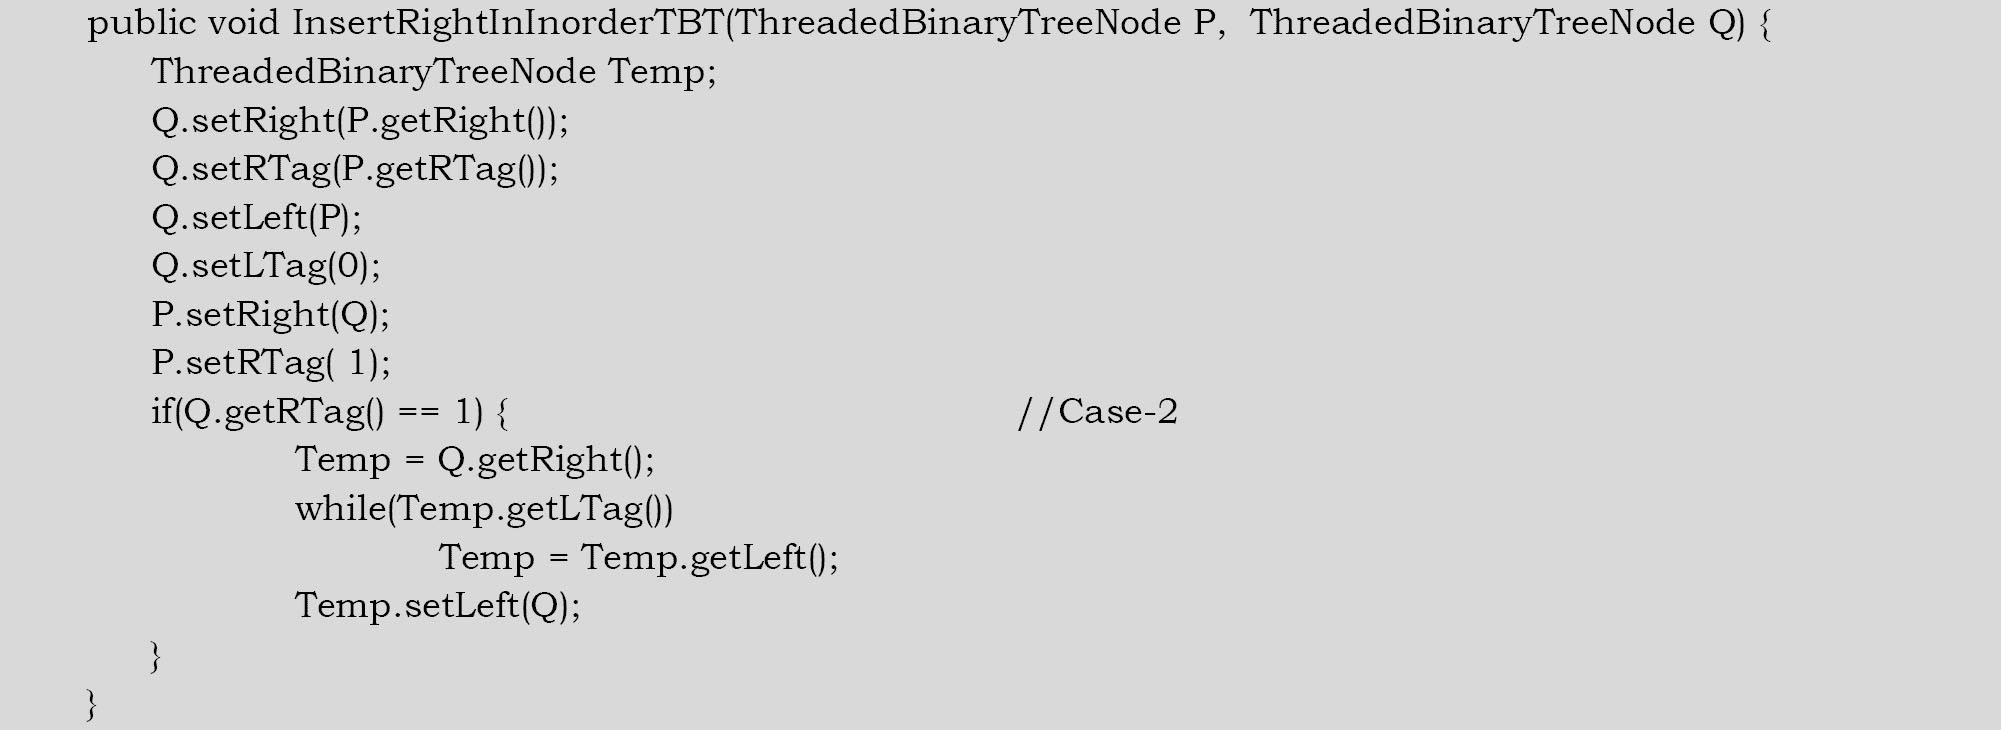 public void InsertRightInInorderTBT(ThreadedBinaryTreeNode P,  ThreadedBinaryTreeNode Q) {
ThreadedBinaryTreeNode Temp;
Q.setRight(P.getRight());
Q.setRTag(P.getRTag());
Q.setLeft(P);
Q.setLTag(0);
P.setRight(Q);
P.setRTag( 1);
if(Q.getRTag() == 1) { //Case-2
Temp = Q.getRight();
while(Temp.getLTag())
Temp = Temp.getLeft();
Temp.setLeft(Q);
}
}